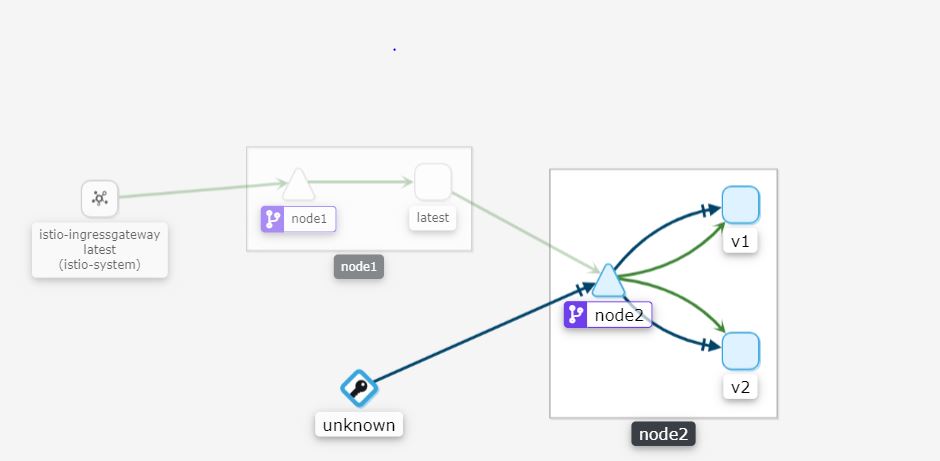 istio-ingressgateway
latest
(istio-system)
node1
latest
node1
v1
node2
v2
unknown
node2